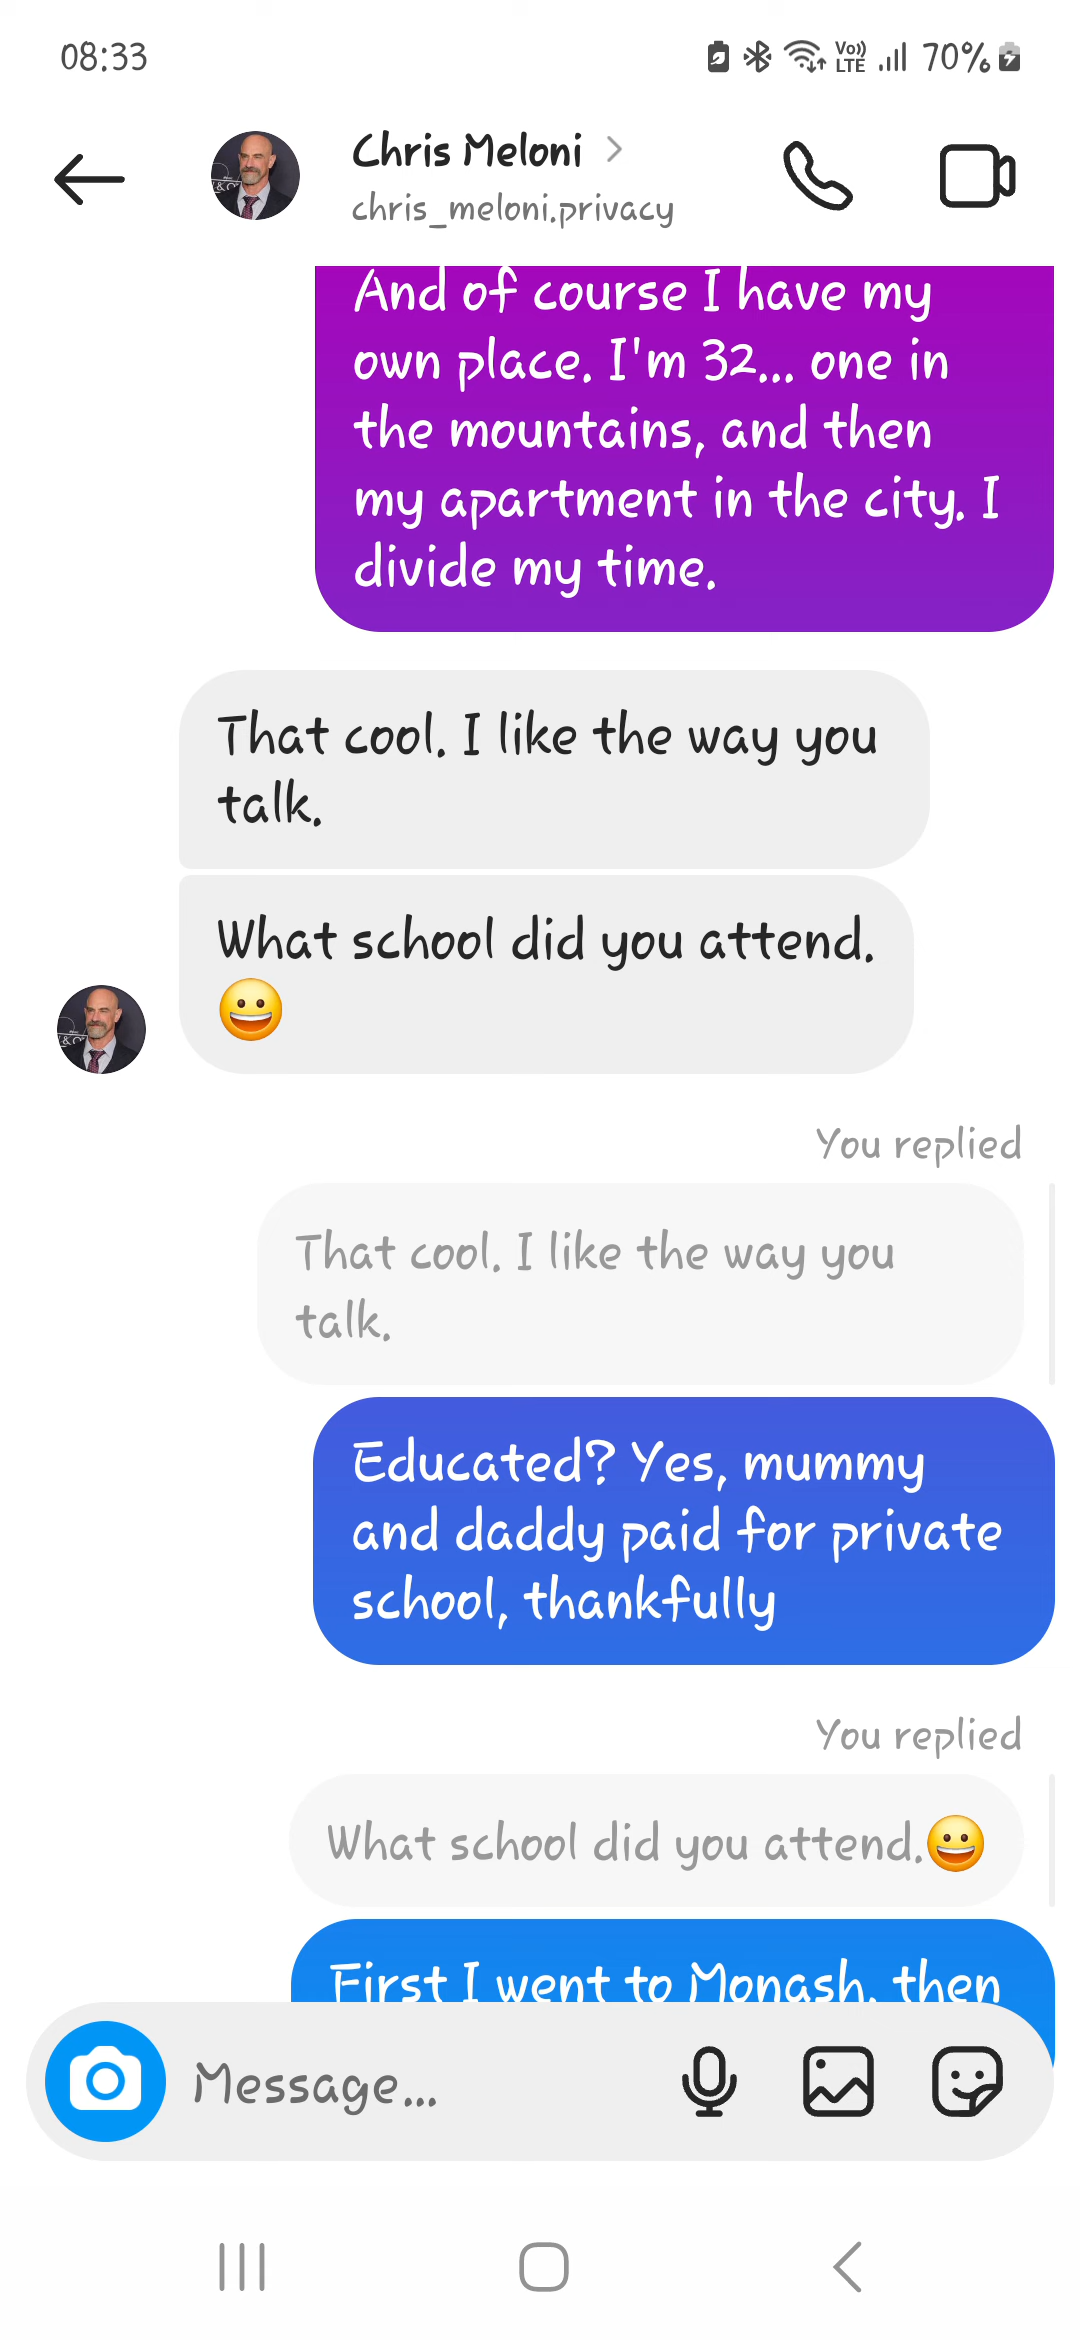 08:33
Vo))
LTE
70%
Chris Meloni
chris_meloni.privacy
And of course I have my
own place. I'm 32... one in
the mountains, and then
my apartment in the city. I
divide my time.
That cool. I like the way you
talk.
What school did you attend.
😀
You replied
That cool. I like the way you
talk.
Educated? Yes, mummy
and daddy paid for private
school, thankfully
You replied
What school did you attend.😀
First I went to Monash, then
Message...